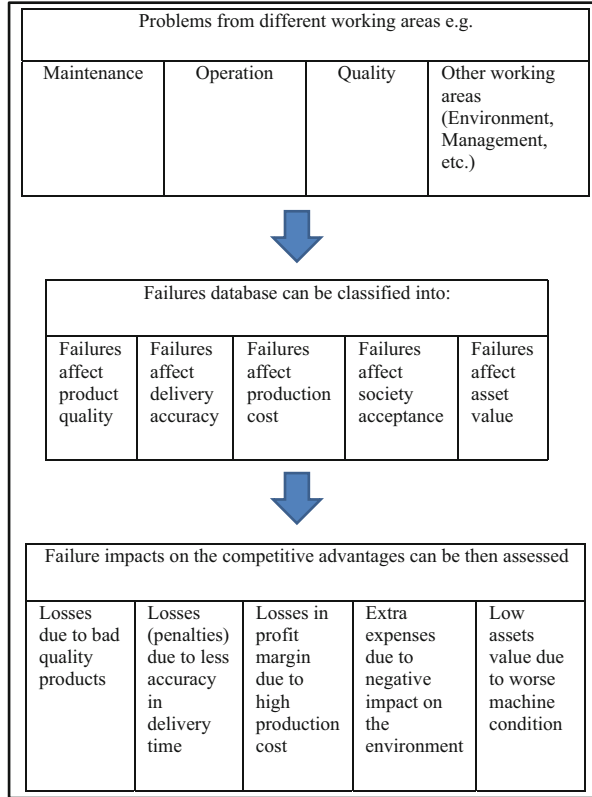 Problems from different working areas e.g.
Maintenance
Operation
Quality
Other working
areas
(Environment,
Management,
etc.)
Failures database can be classified into:
Failures
affect
product
quality
Failures
affect
delivery
accuracy
Failures
affect
production
cost
Failures
affect
society
acceptance
Failures
affect
asset
value
Failure impacts on the competitive advantages can be then assessed
Losses
due to bad
quality
products
Losses
(penalties)
due to less
accuracy
in
delivery
time
Losses in
profit
margin
due to
high
production
cost
Extra
expenses
due to
negative
impact on
the
environment
Low
assets
value due
to worse
machine
condition